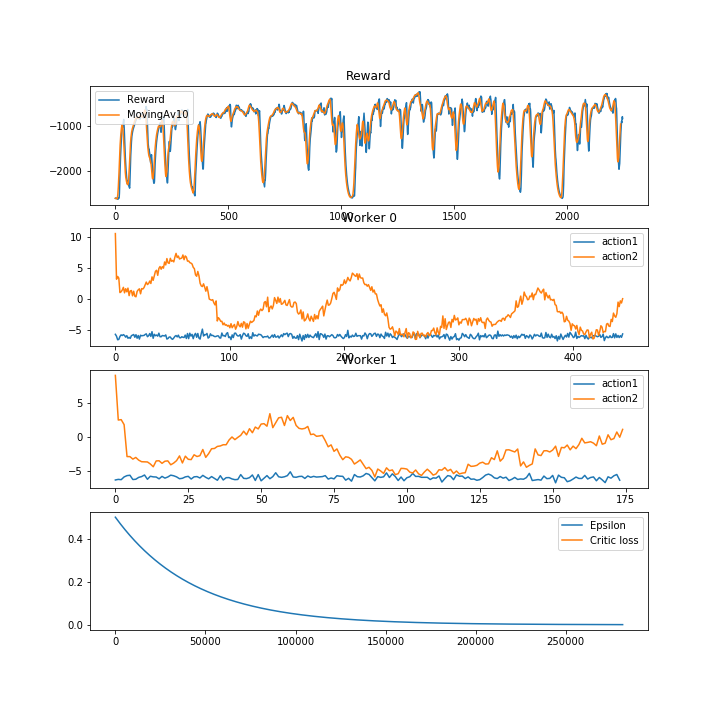 Reward
Reward
MovingAv10
−1000
−2000
0 500 1000 1500 2000
Worker 0
action1
action2
10
5
0
−5
0 100 200 300 400
Worker 1
action1
action2
5
0
−5
0 25 50 75 100 125 150 175
Epsilon
Critic loss
0.4
0.2
0.0
0 50000 100000 150000 200000 250000